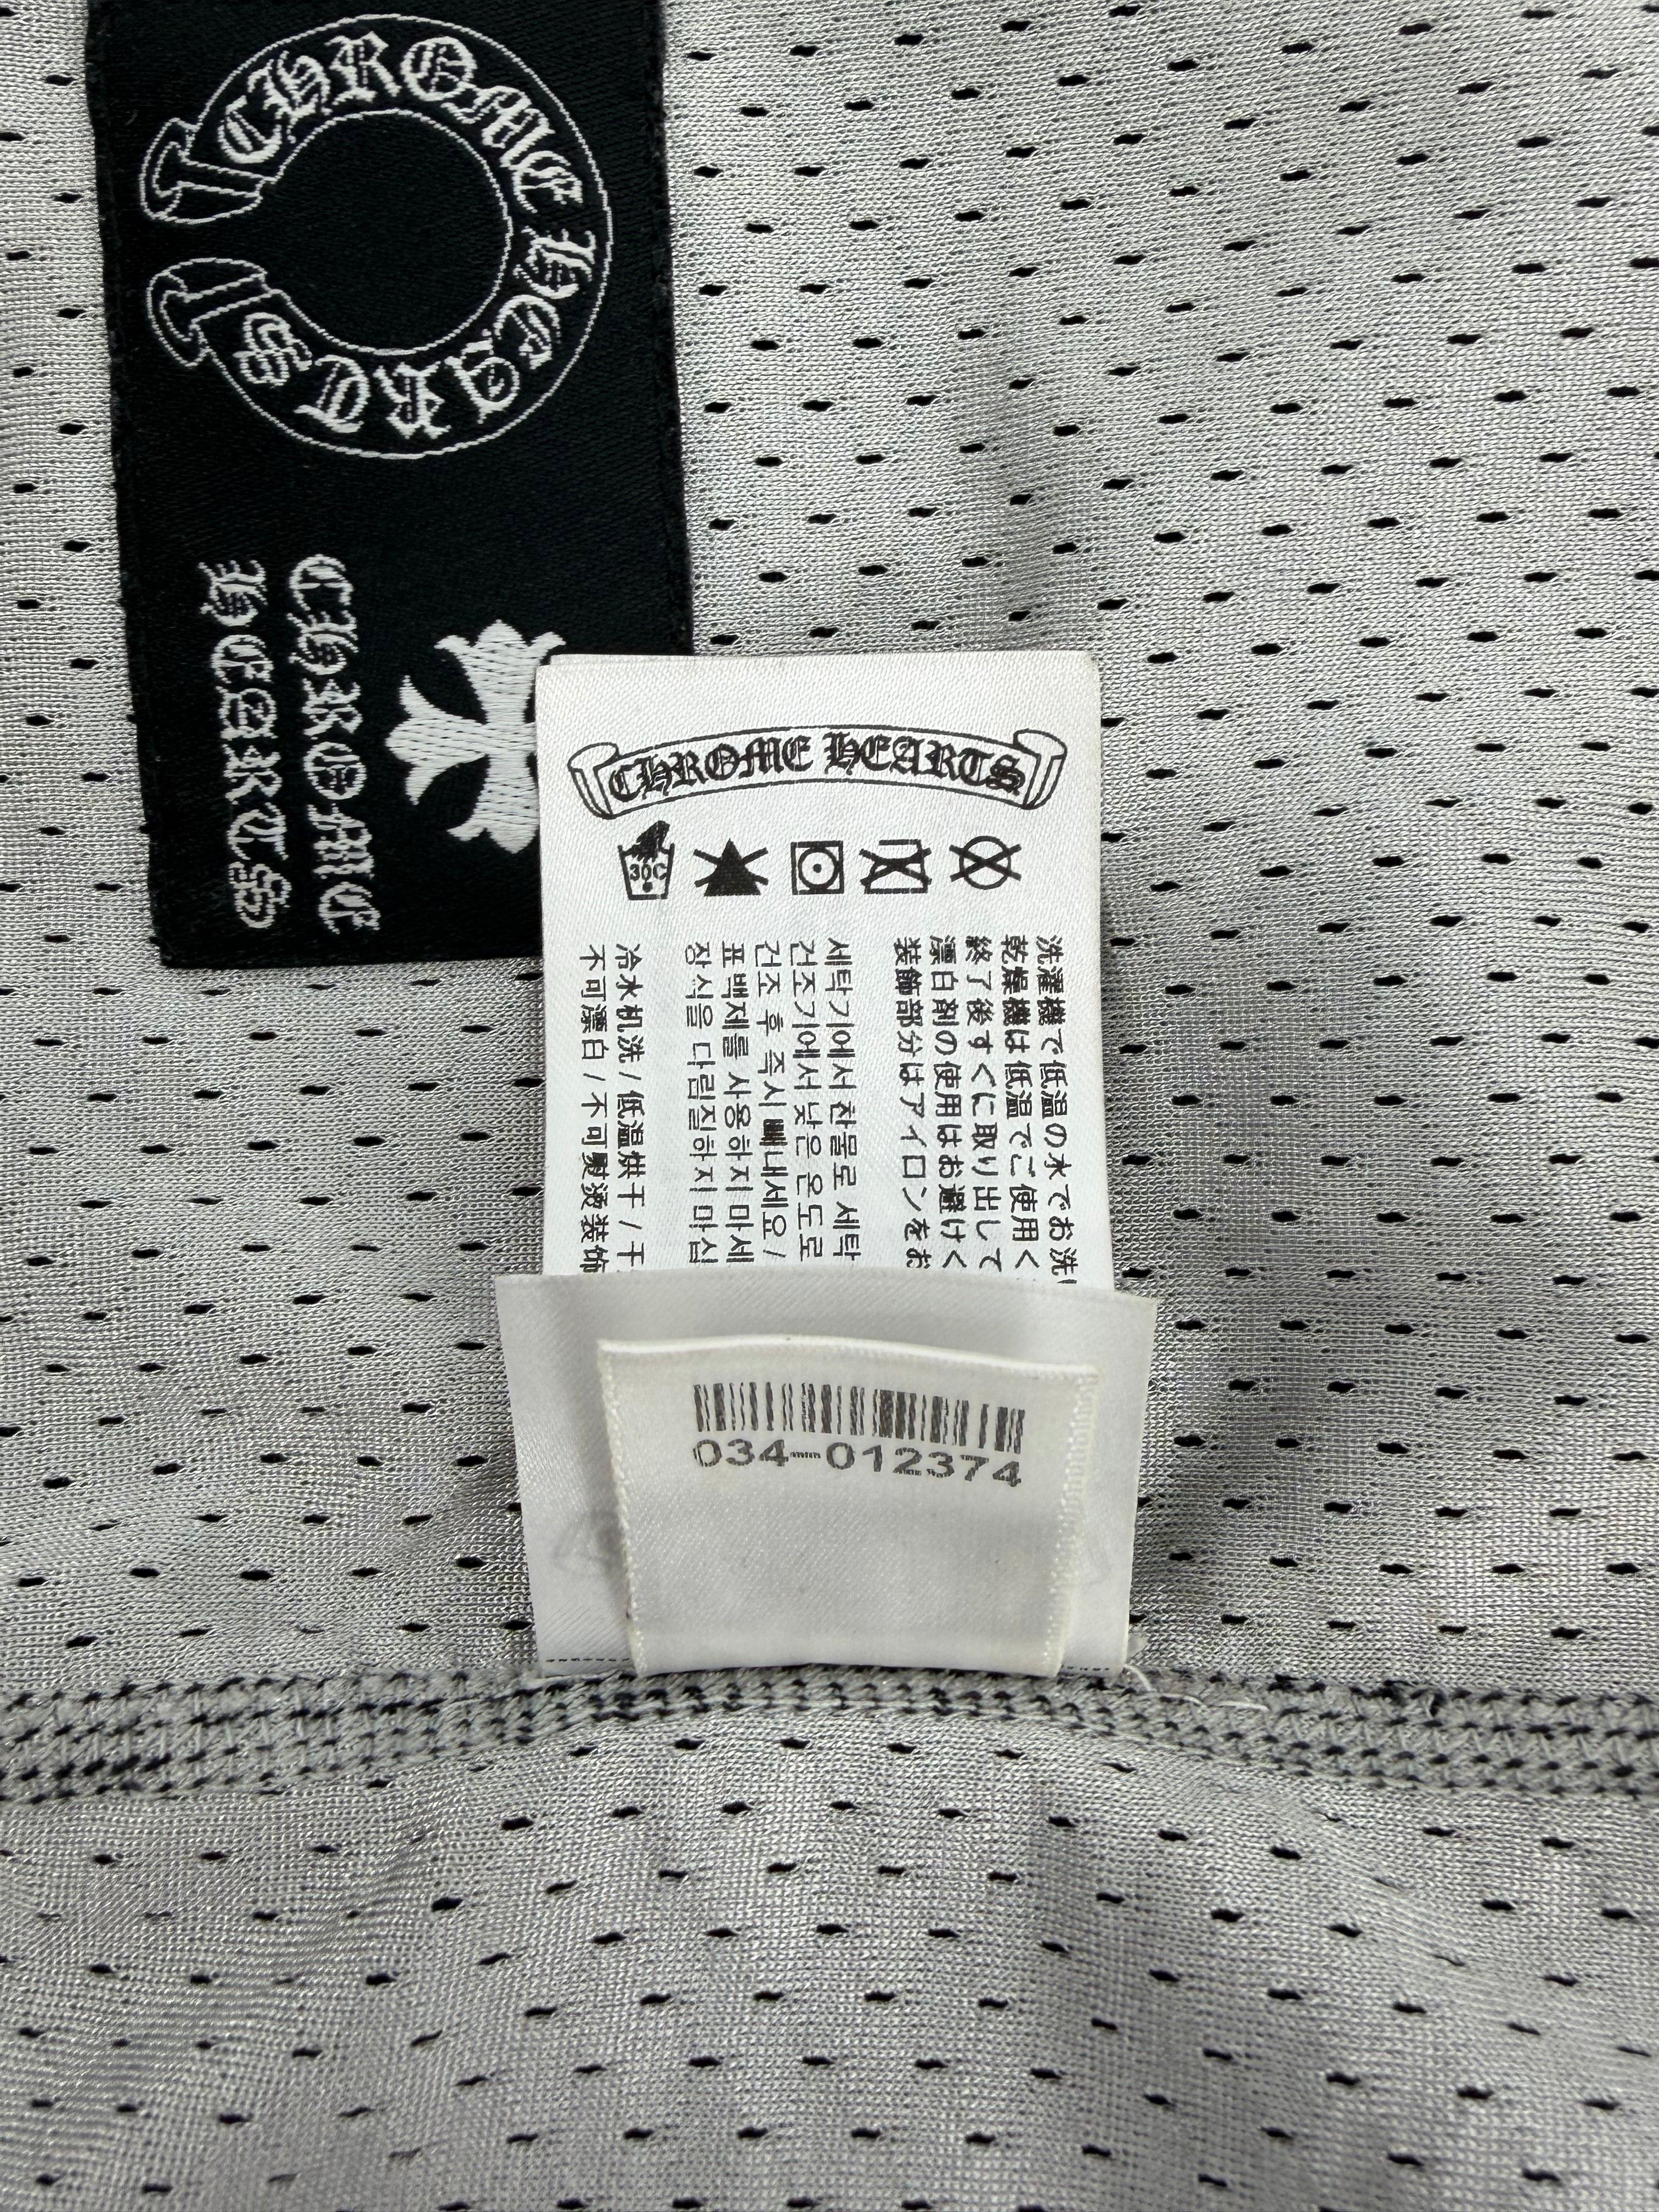 CHROME HEARTS
CHROME
HEARTS
CHROME HEARTS
30C
洗濯機で低温の水でお洗
乾燥機は低温でご使用く
終了後すぐに取り出して
漂白剤の使用はお避けく
装飾部分はアイロンをお
세탁기에서 찬물로 세탁
건조기에서 낮은 온도로
건조 후 즉시 빼내세요 /
표백제를 사용하지 마세
장식을 다림질하지 마십
冷水机洗 / 低温烘干 / 干
不可漂白 / 不可熨烫装饰
034-012374